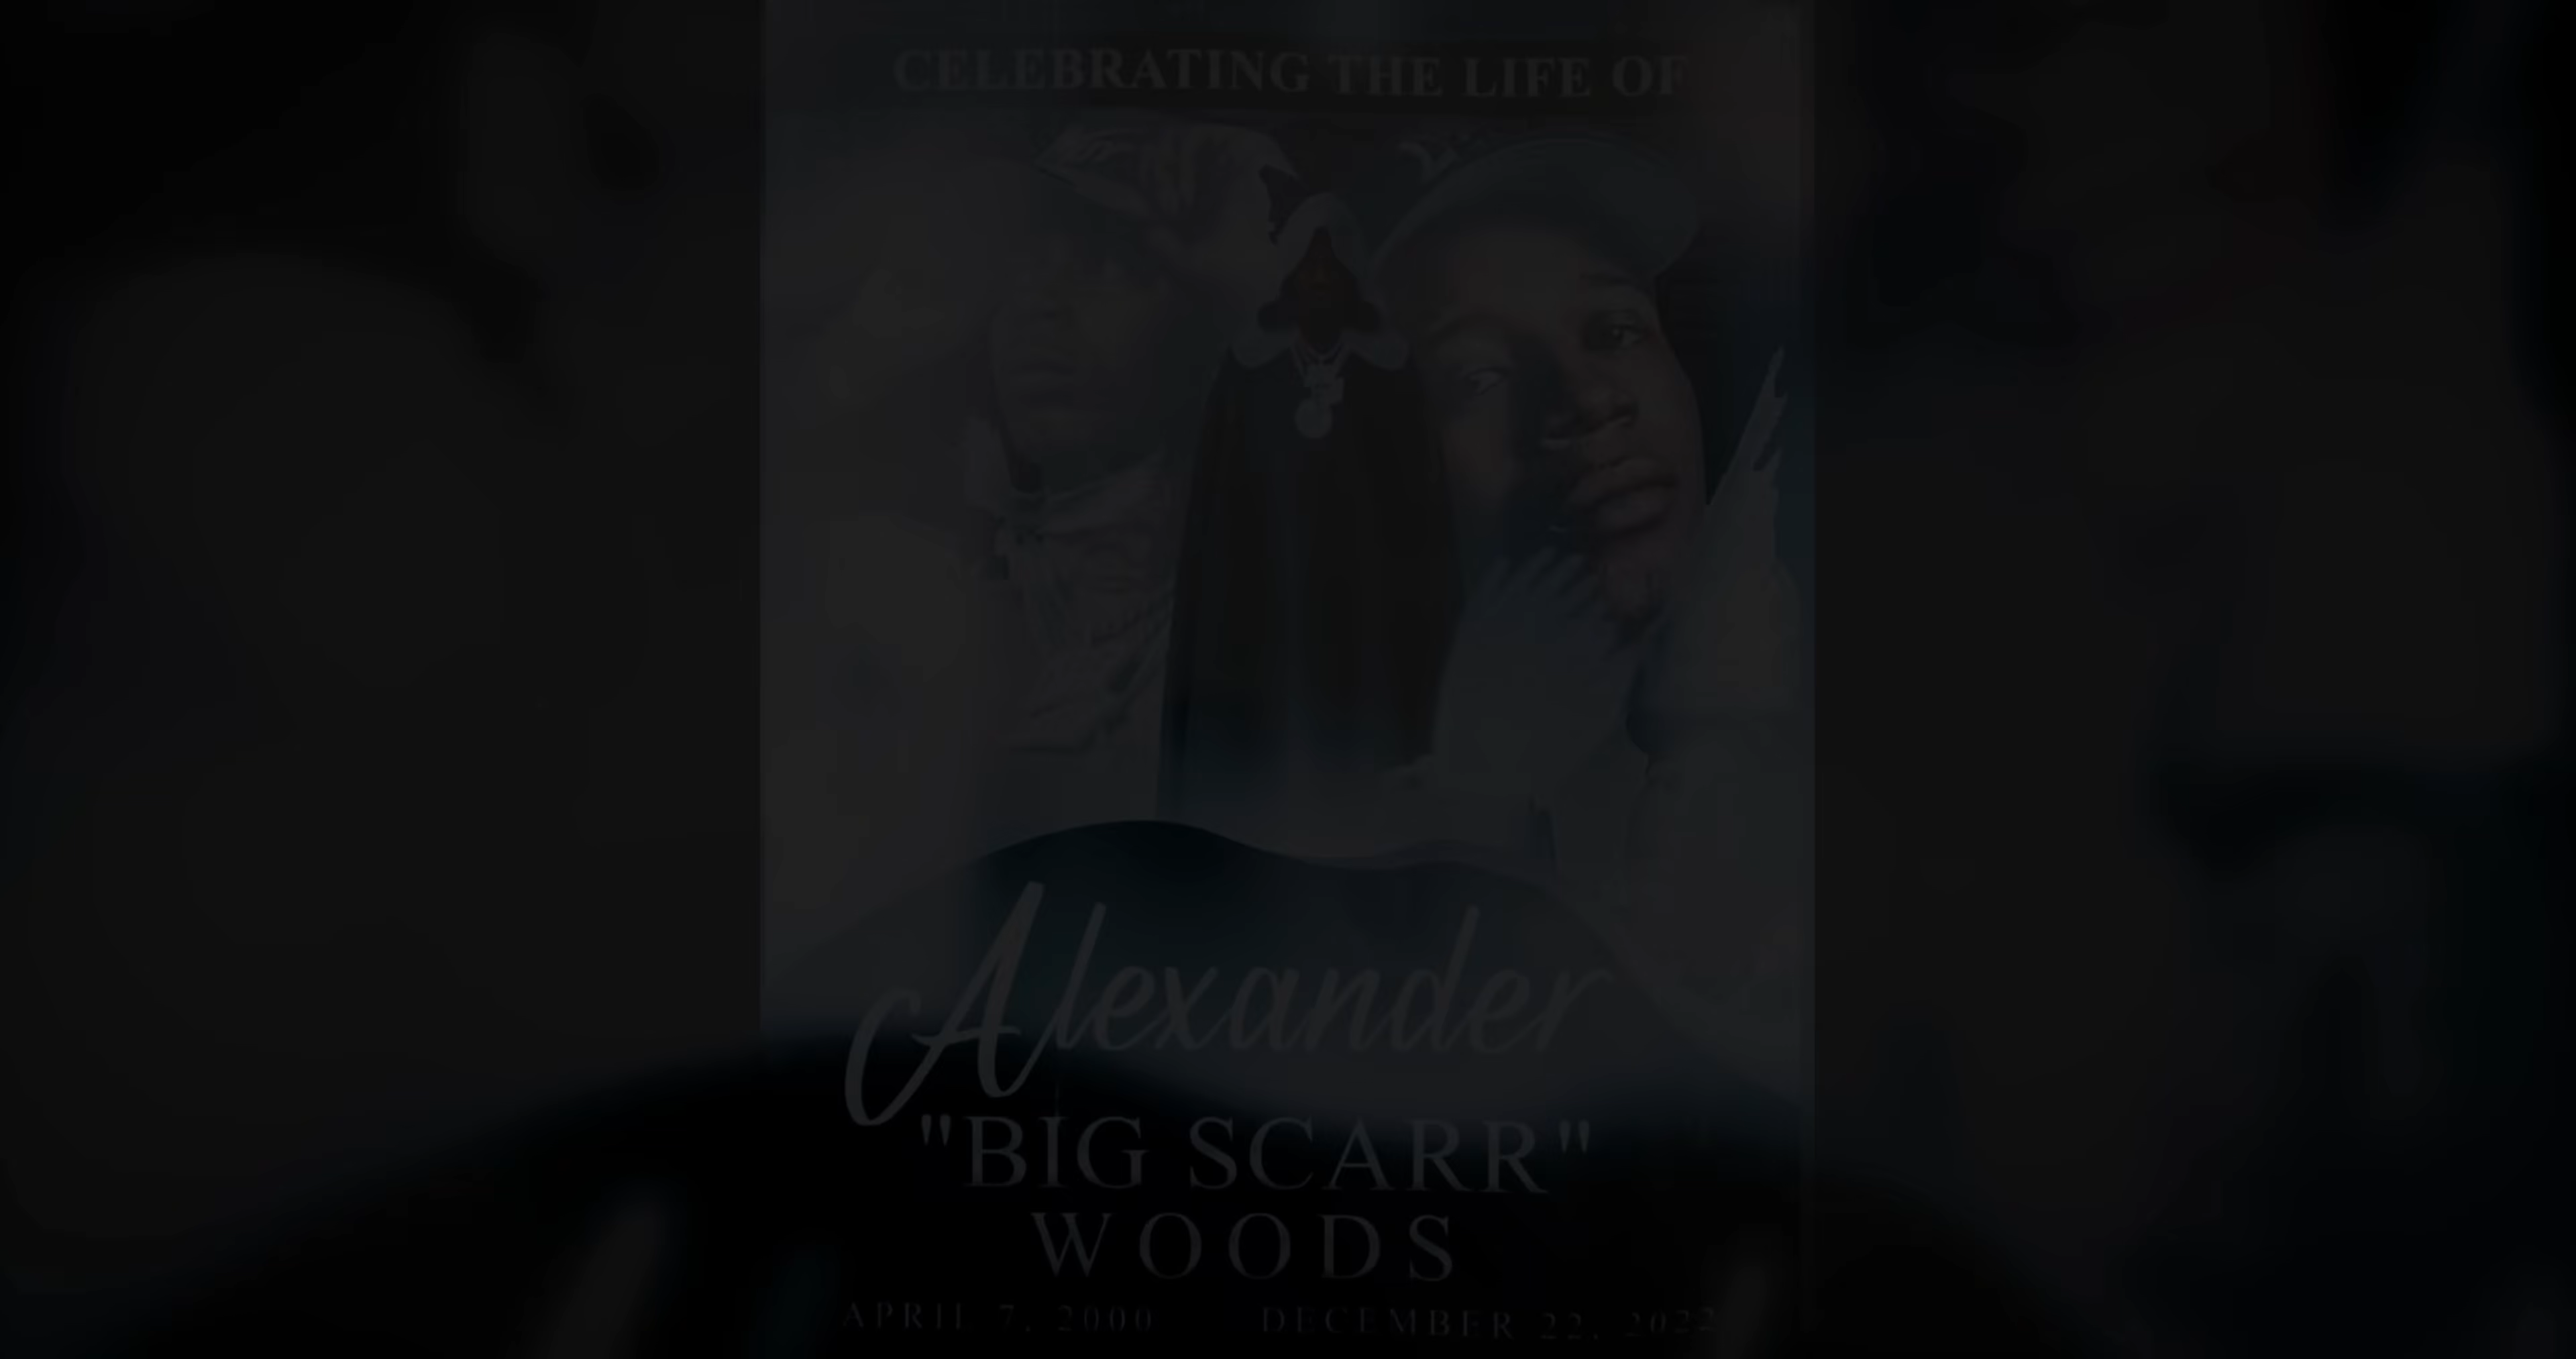 CELEBRATING THE LIFE OF
Alexander
"BIG SCARR"
WOODS
APRIL 7, 2000 DECEMBER 22, 2022